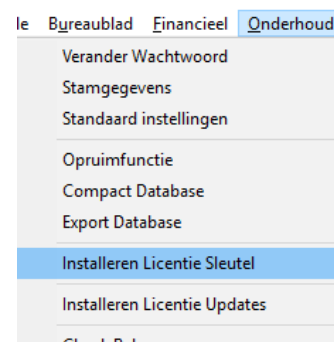 le Bureaublad Financieel Onderhoud
Verander Wachtwoord
Stamgegevens
Standaard instellingen
Opruimfunctie
Compact Database
Export Database
Installeren Licentie Sleutel
Installeren Licentie Updates